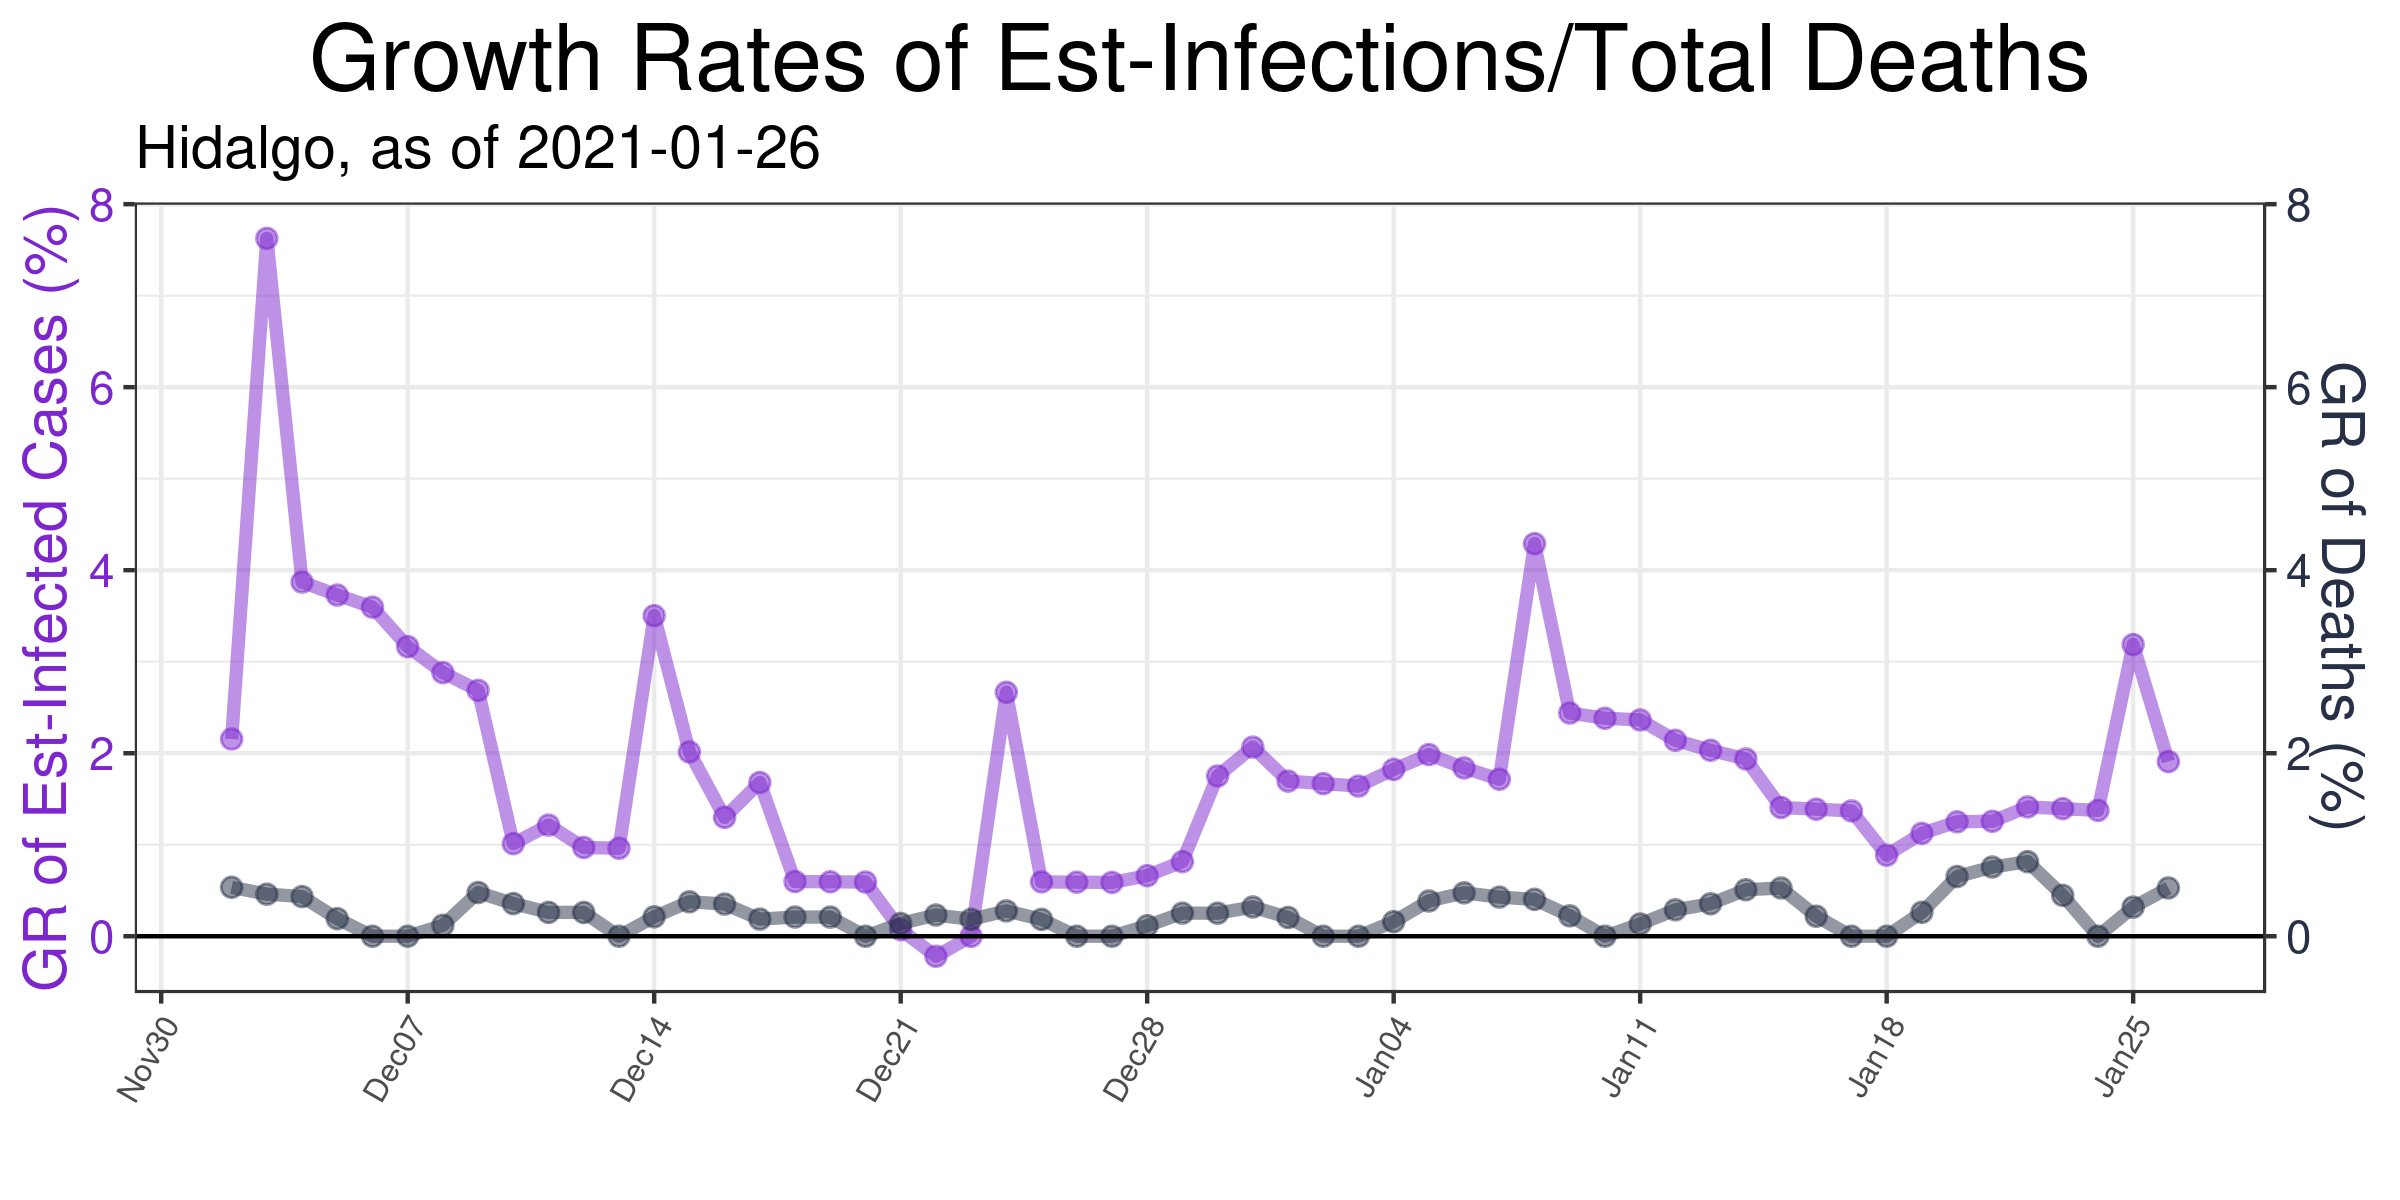 Growth Rates of Est-Infections/Total Deaths
Hidalgo, as of 2021-01-26
GR of Est-Infected Cases (%)
8
6
4
2
0
8
6
4
2
0
GR of Deaths (%)
Nov30
Dec07
Dec14
Dec21
Dec28
Jan04
Jan11
Jan18
Jan25